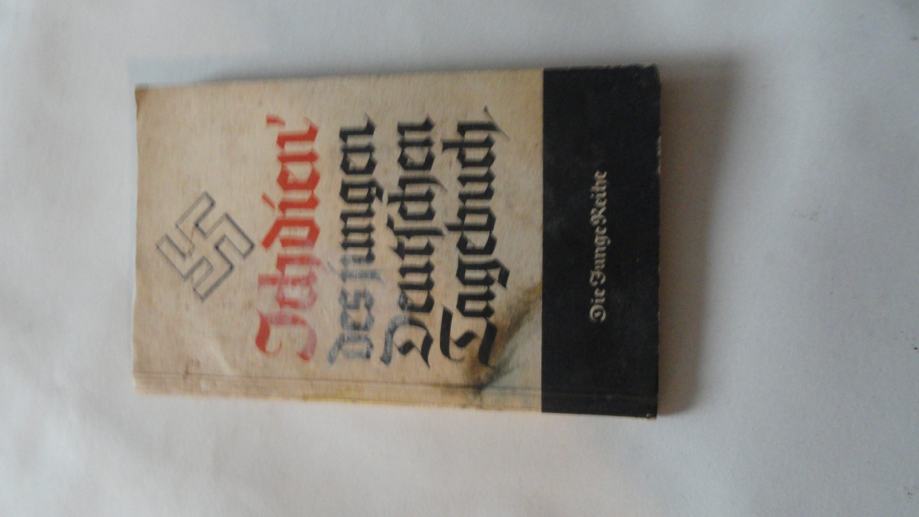 Ich dien'
des jungen
Deutschen
Tagebuch
Die Junge Reihe